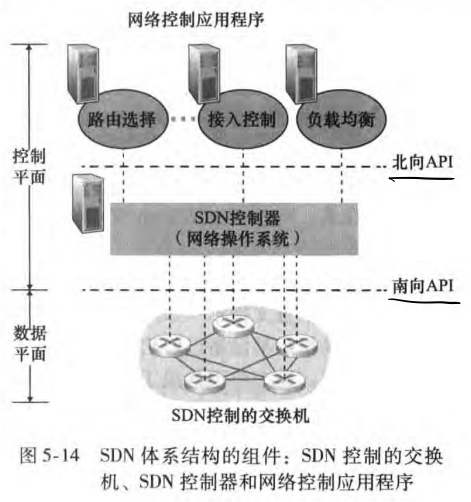 网络控制应用程序
路由选择
接入控制
负载均衡
控制
平面
北向API
SDN控制器
（网络操作系统）
南向API
数据
平面
SDN控制的交换机
图 5-14 SDN 体系结构的组件：SDN 控制的交换
机、SDN 控制器和网络控制应用程序